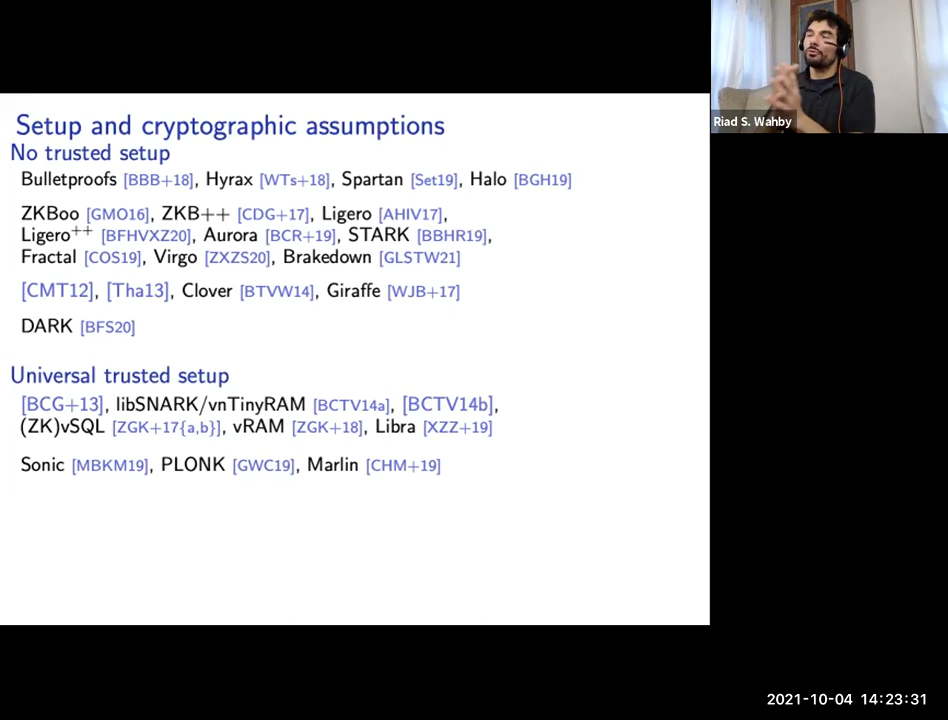 Setup and cryptographic assumptions
No trusted setup
Bulletproofs [BBB+18], Hyrax [WTs+18], Spartan [Set19], Halo [BGH19]
ZKBoo [GMO16], ZKB++ [CDG+17], Ligero [AHIV17],
Ligero++ [BFHVXZ20], Aurora [BCR+19], STARK [BBHR19],
Fractal [COS19], Virgo [ZXZS20], Brakedown [GLSTW21]
[CMT12], [Tha13], Clover [BTVW14], Giraffe [WJB+17]
DARK [BFS20]
Universal trusted setup
[BCG+13], libSNARK/vnTinyRAM [BCTV14a], [BCTV14b],
(ZK)vSQL [ZGK+17{a,b}], vRAM [ZGK+18], Libra [XZZ+19]
Sonic [MBKM19], PLONK [GWC19], Marlin [CHM+19]
Riad S. Wahby
2021-10-04 14:23:31